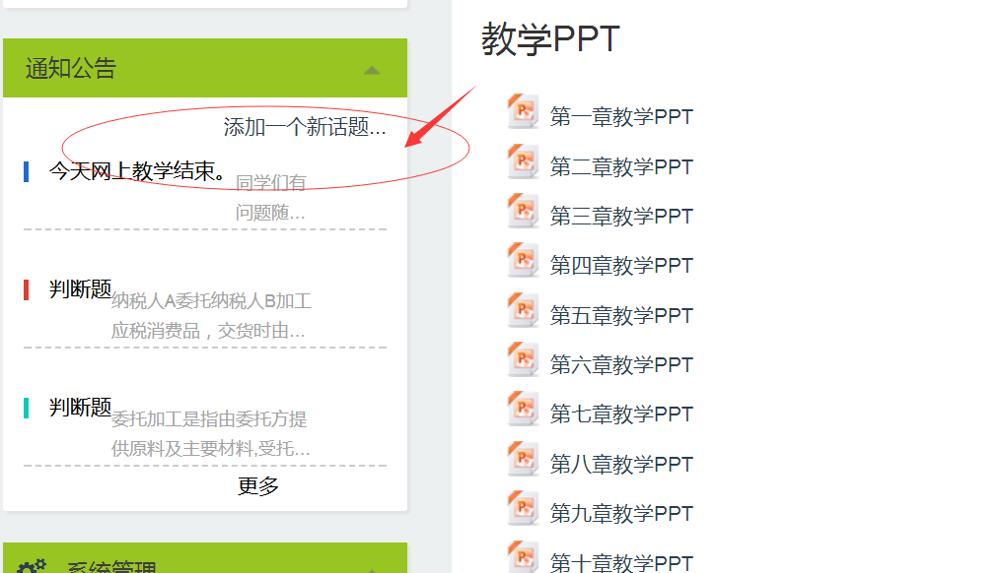 通知公告
添加一个新话题...
今天网上教学结束。
同学们有
问题随...
判断题
纳税人A委托纳税人B加工
应税消费品，交货时由...
判断题
委托加工是指由委托方提
供原料及主要材料,受托...
更多
系统管理
教学PPT
第一章教学PPT
第二章教学PPT
第三章教学PPT
第四章教学PPT
第五章教学PPT
第六章教学PPT
第七章教学PPT
第八章教学PPT
第九章教学PPT
第十章教学PPT